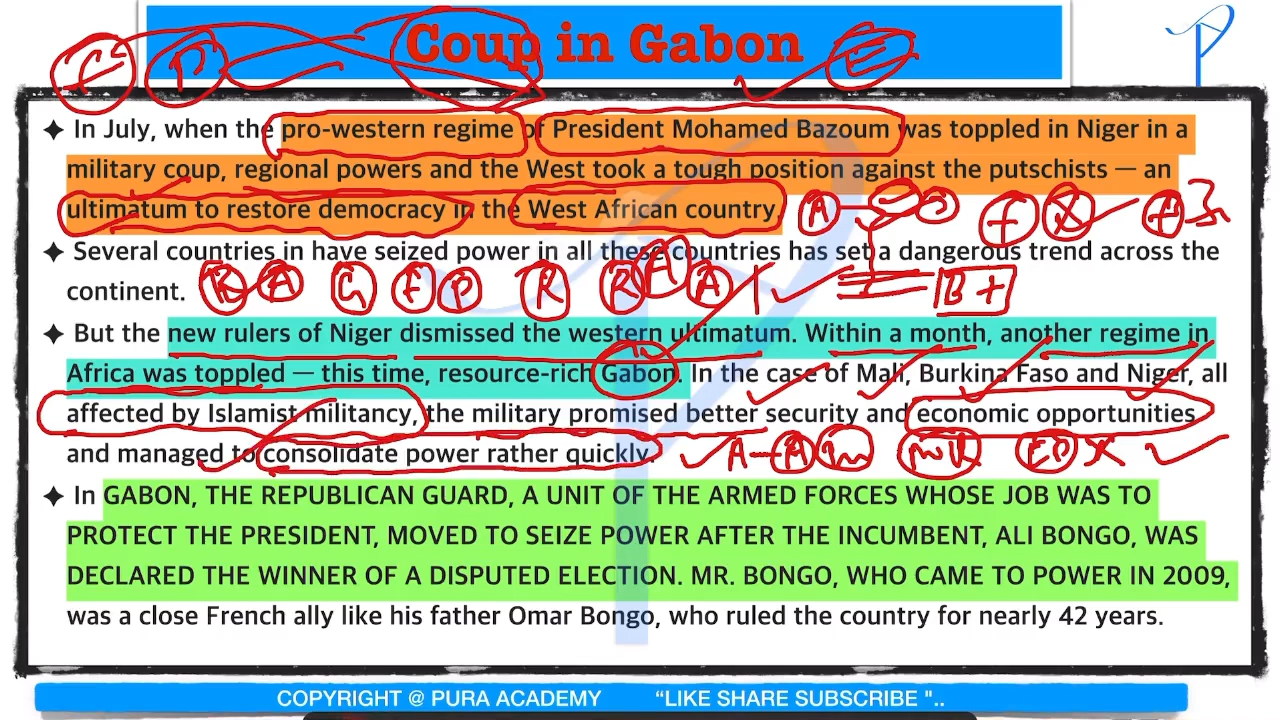 Coup in Gabon
✦ In July, when the pro-western regime of President Mohamed Bazoum was toppled in Niger in a
military coup, regional powers and the West took a tough position against the putschists — an
ultimatum to restore democracy in the West African country.
✦ Several countries in have seized power in all these countries has set a dangerous trend across the
continent.
✦ But the new rulers of Niger dismissed the western ultimatum. Within a month, another regime in
Africa was toppled — this time, resource-rich Gabon. In the case of Mali, Burkina Faso and Niger, all
affected by Islamist militancy, the military promised better security and economic opportunities
and managed to consolidate power rather quickly.
✦ In GABON, THE REPUBLICAN GUARD, A UNIT OF THE ARMED FORCES WHOSE JOB WAS TO
PROTECT THE PRESIDENT, MOVED TO SEIZE POWER AFTER THE INCUMBENT, ALI BONGO, WAS
DECLARED THE WINNER OF A DISPUTED ELECTION. MR. BONGO, WHO CAME TO POWER IN 2009,
was a close French ally like his father Omar Bongo, who ruled the country for nearly 42 years.
COPYRIGHT @ PURA ACADEMY “LIKE SHARE SUBSCRIBE "..